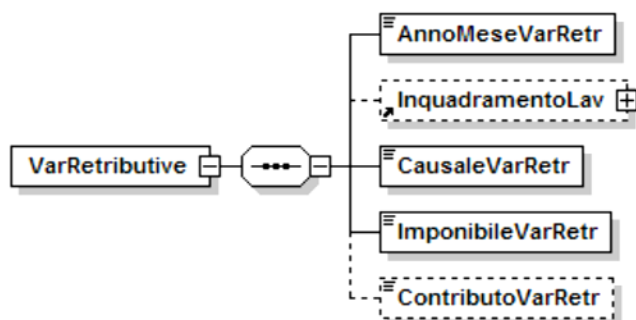 AnnoMeseVarRetr
InquadramentoLav
VarRetributive
CausaleVarRetr
ImponibileVarRetr
ContributoVarRetr